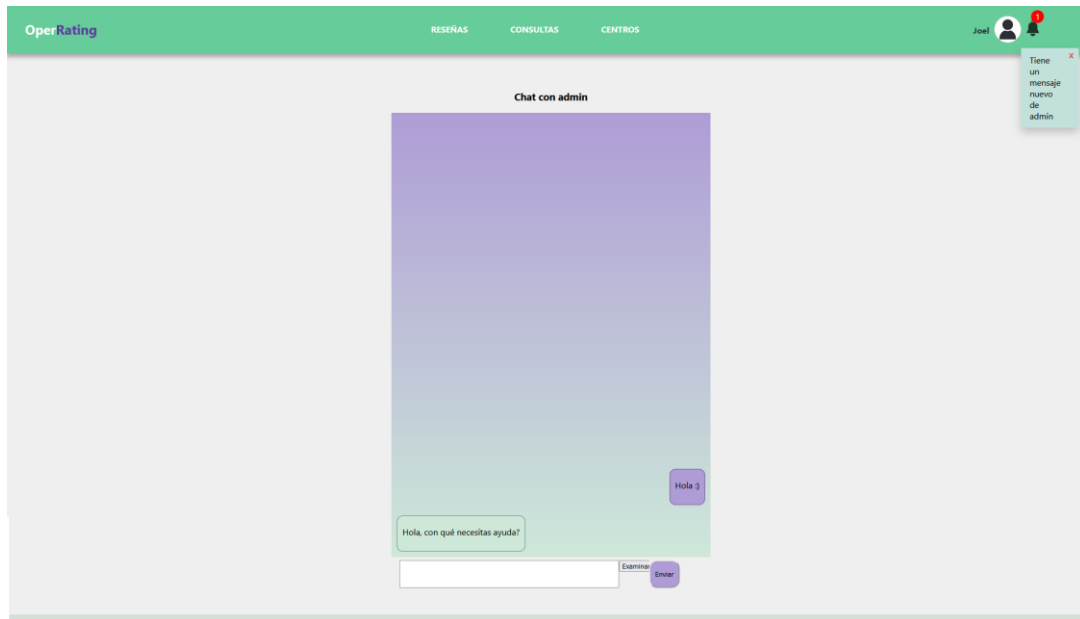 OperRating
RESEÑAS
CONSULTAS
CENTROS
Joel
1
Tiene
un
mensaje
nuevo
de
admin
x
Chat con admin
Hola :)
Hola, con qué necesitas ayuda?
Examinar
Enviar